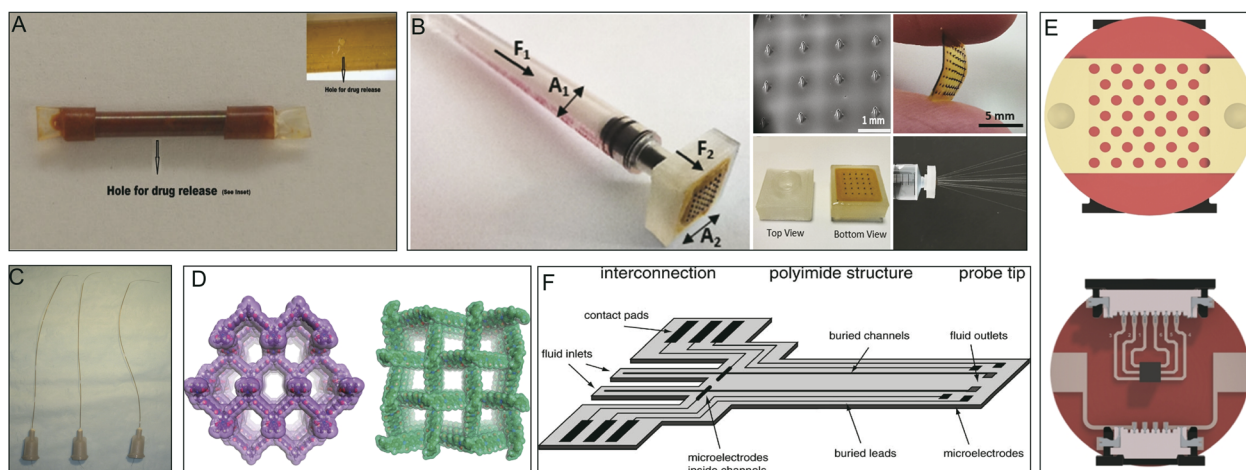 A
Hole for drug release
Hole for drug release (See Inset)
B
F1
A1
F2
A2
1 mm
5 mm
Top View
Bottom View
C
D
E
F
interconnection
polyimide structure
probe tip
contact pads
buried channels
fluid outlets
fluid inlets
microelectrodes
inside channels
buried leads
microelectrodes